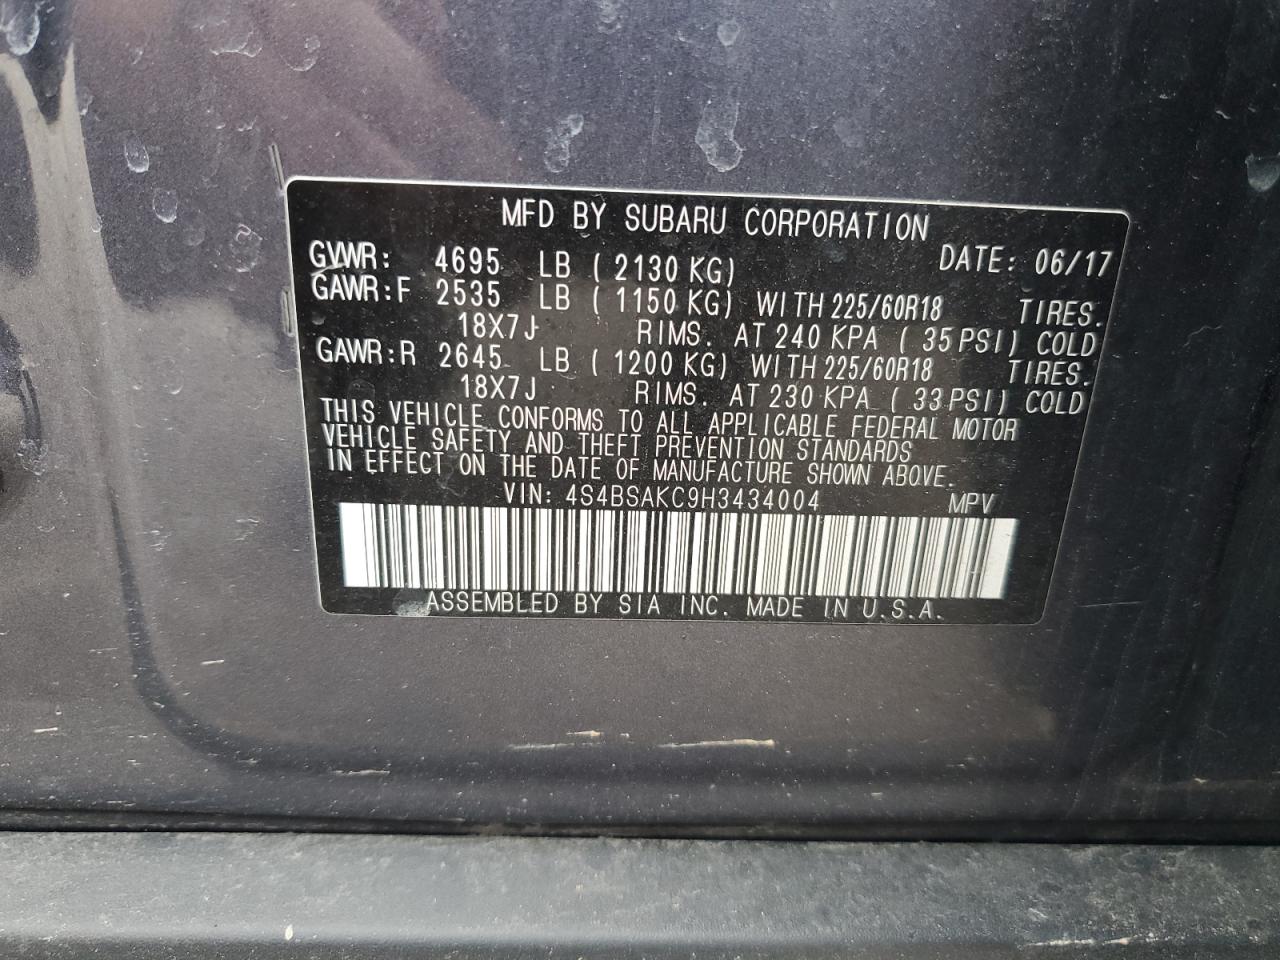 MFD BY SUBARU CORPORATION
GVWR: 4695 LB ( 2130 KG) DATE: 06/17
GAWR:F 2535 LB ( 1150 KG) WITH 225/60R18 TIRES.
18X7J RIMS. AT 240 KPA ( 35 PSI) COLD
GAWR:R 2645 LB ( 1200 KG) WITH 225/60R18 TIRES.
18X7J RIMS. AT 230 KPA ( 33 PSI) COLD
THIS VEHICLE CONFORMS TO ALL APPLICABLE FEDERAL MOTOR
VEHICLE SAFETY AND THEFT PREVENTION STANDARDS
IN EFFECT ON THE DATE OF MANUFACTURE SHOWN ABOVE.
VIN: 4S4BSAKC9H3434004 MPV
ASSEMBLED BY SIA INC. MADE IN U.S.A.